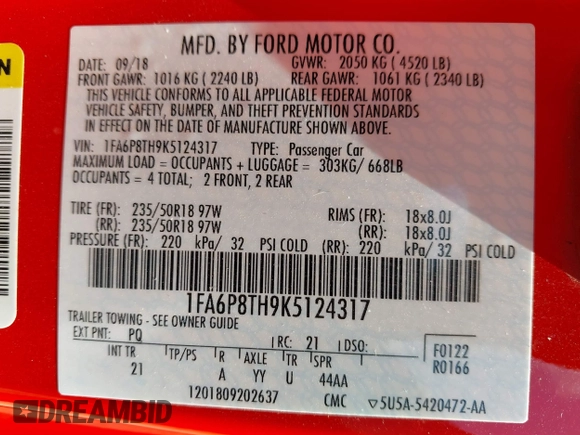 MFD. BY FORD MOTOR CO.
DATE: 09/18 GVWR: 2050 KG ( 4520 LB)
FRONT GAWR: 1016 KG ( 2240 LB) REAR GAWR: 1061 KG ( 2340 LB)
THIS VEHICLE CONFORMS TO ALL APPLICABLE FEDERAL MOTOR
VEHICLE SAFETY, BUMPER, AND THEFT PREVENTION STANDARDS
IN EFFECT ON THE DATE OF MANUFACTURE SHOWN ABOVE.
VIN: 1FA6P8TH9K5124317 TYPE: Passenger Car
MAXIMUM LOAD = OCCUPANTS + LUGGAGE = 303KG/ 668LB
OCCUPANTS = 4 TOTAL; 2 FRONT, 2 REAR
TIRE (FR): 235/50R18 97W RIMS (FR): 18x8.0J
(RR): 235/50R18 97W (RR): 18x8.0J
PRESSURE (FR): 220 kPa/ 32 PSI COLD (RR): 220 kPa/ 32 PSI COLD
1FA6P8TH9K5124317
TRAILER TOWING - SEE OWNER GUIDE
EXT PNT: PQ RC: 21 DSO: F0122
R0166
INT TR TP/PS R AXLE TR SPR
21 A YY U 44AA
1201809202637 CMC ▽5U5A-5420472-AA
N
DREAMBID